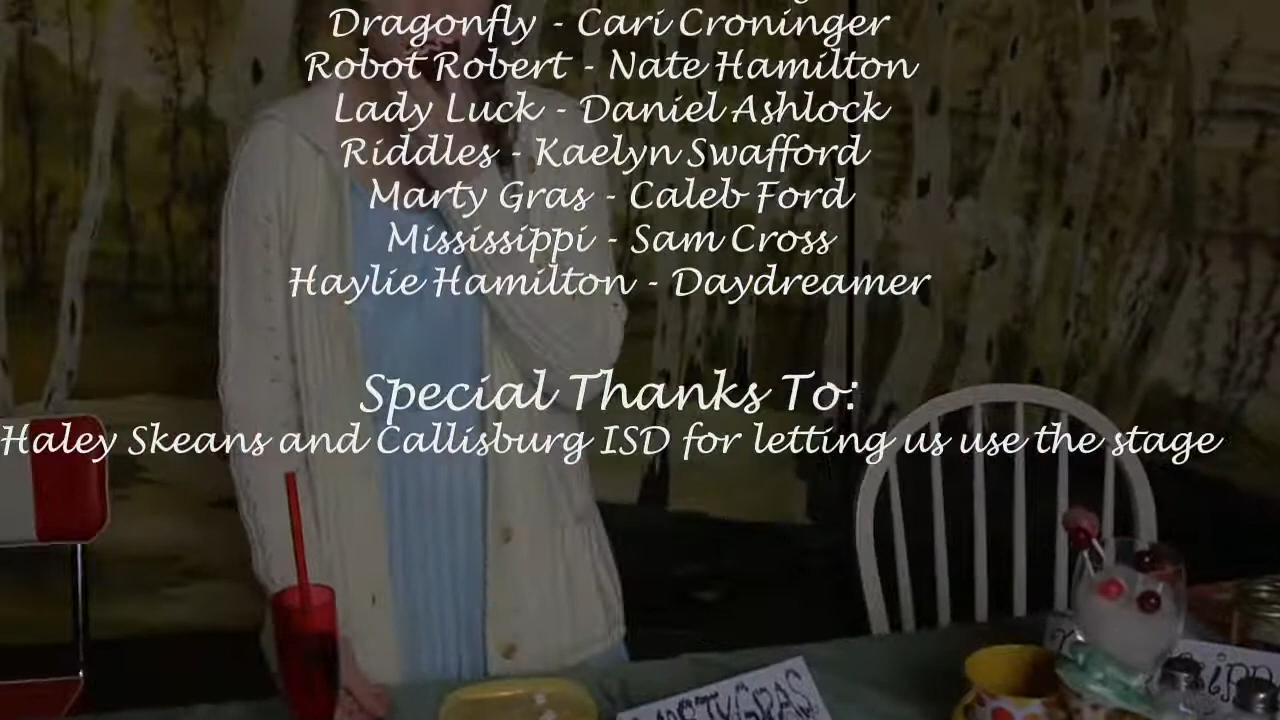 Dragonfly - Cari Croninger
Robot Robert - Nate Hamilton
Lady Luck - Daniel Ashlock
Riddles - Kaelyn Swafford
Marty Gras - Caleb Ford
Mississippi - Sam Cross
Haylie Hamilton - Daydreamer
Special Thanks To:
Haley Skeans and Callisburg ISD for letting us use the stage
GRAS